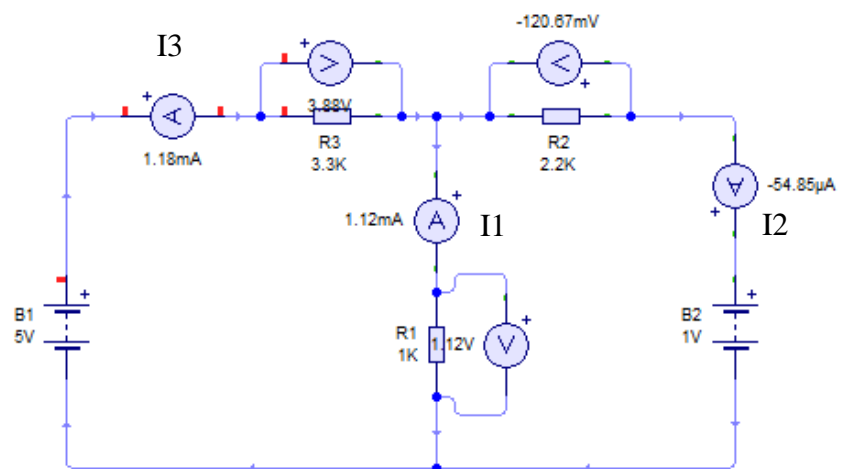 -120.67mV
I3
+
+
3.88V
+
R3
3.3K
R2
2.2K
1.18mA
A
V
V
+
A
-54.85µA
+
I2
1.12mA
A
I1
+
B1
5V
+
R1
1K
1.12V
V
+
B2
1V